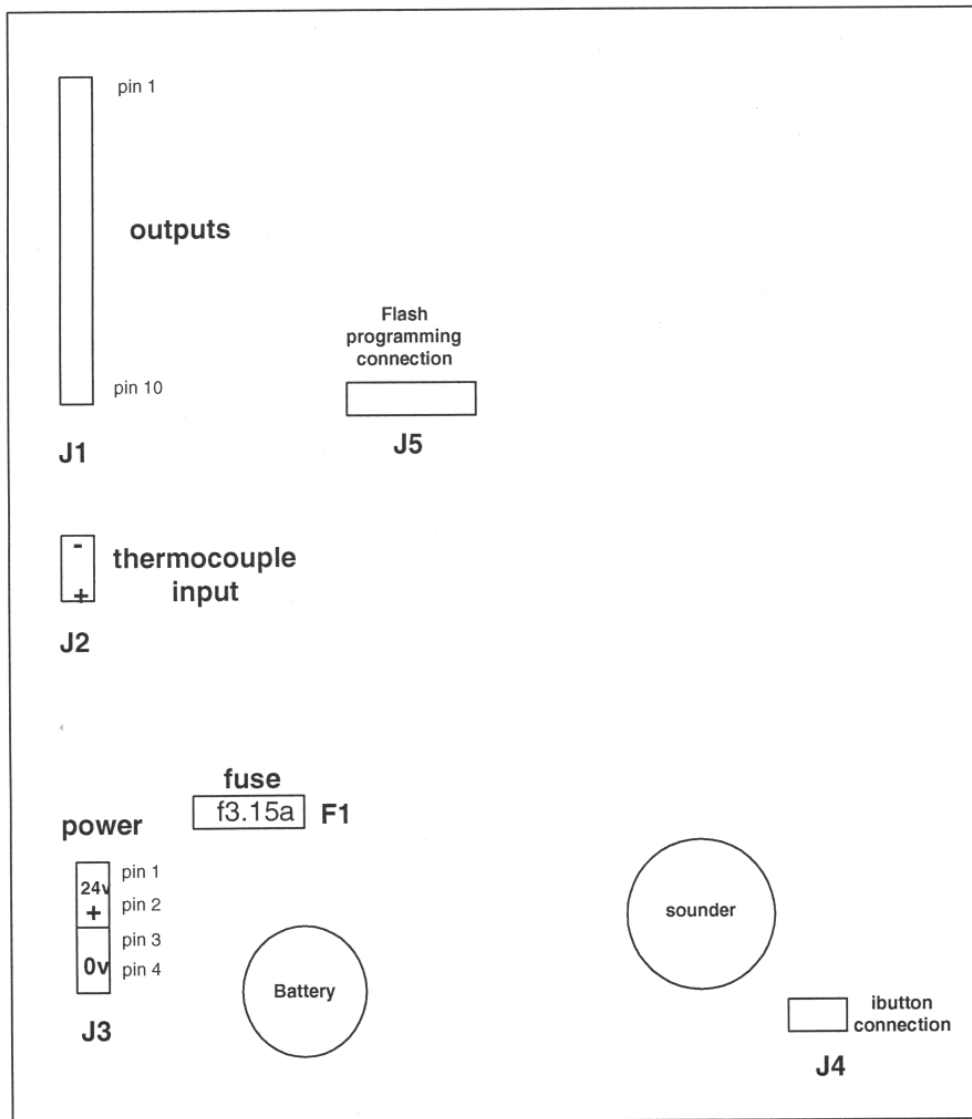 pin 1
outputs
Flash
programming
connection
pin 10
J1
J5
-
thermocouple
input
+
J2
fuse
f3.15a
F1
power
pin 1
24v
+
pin 2
pin 3
0v
pin 4
J3
Battery
sounder
ibutton
connection
J4